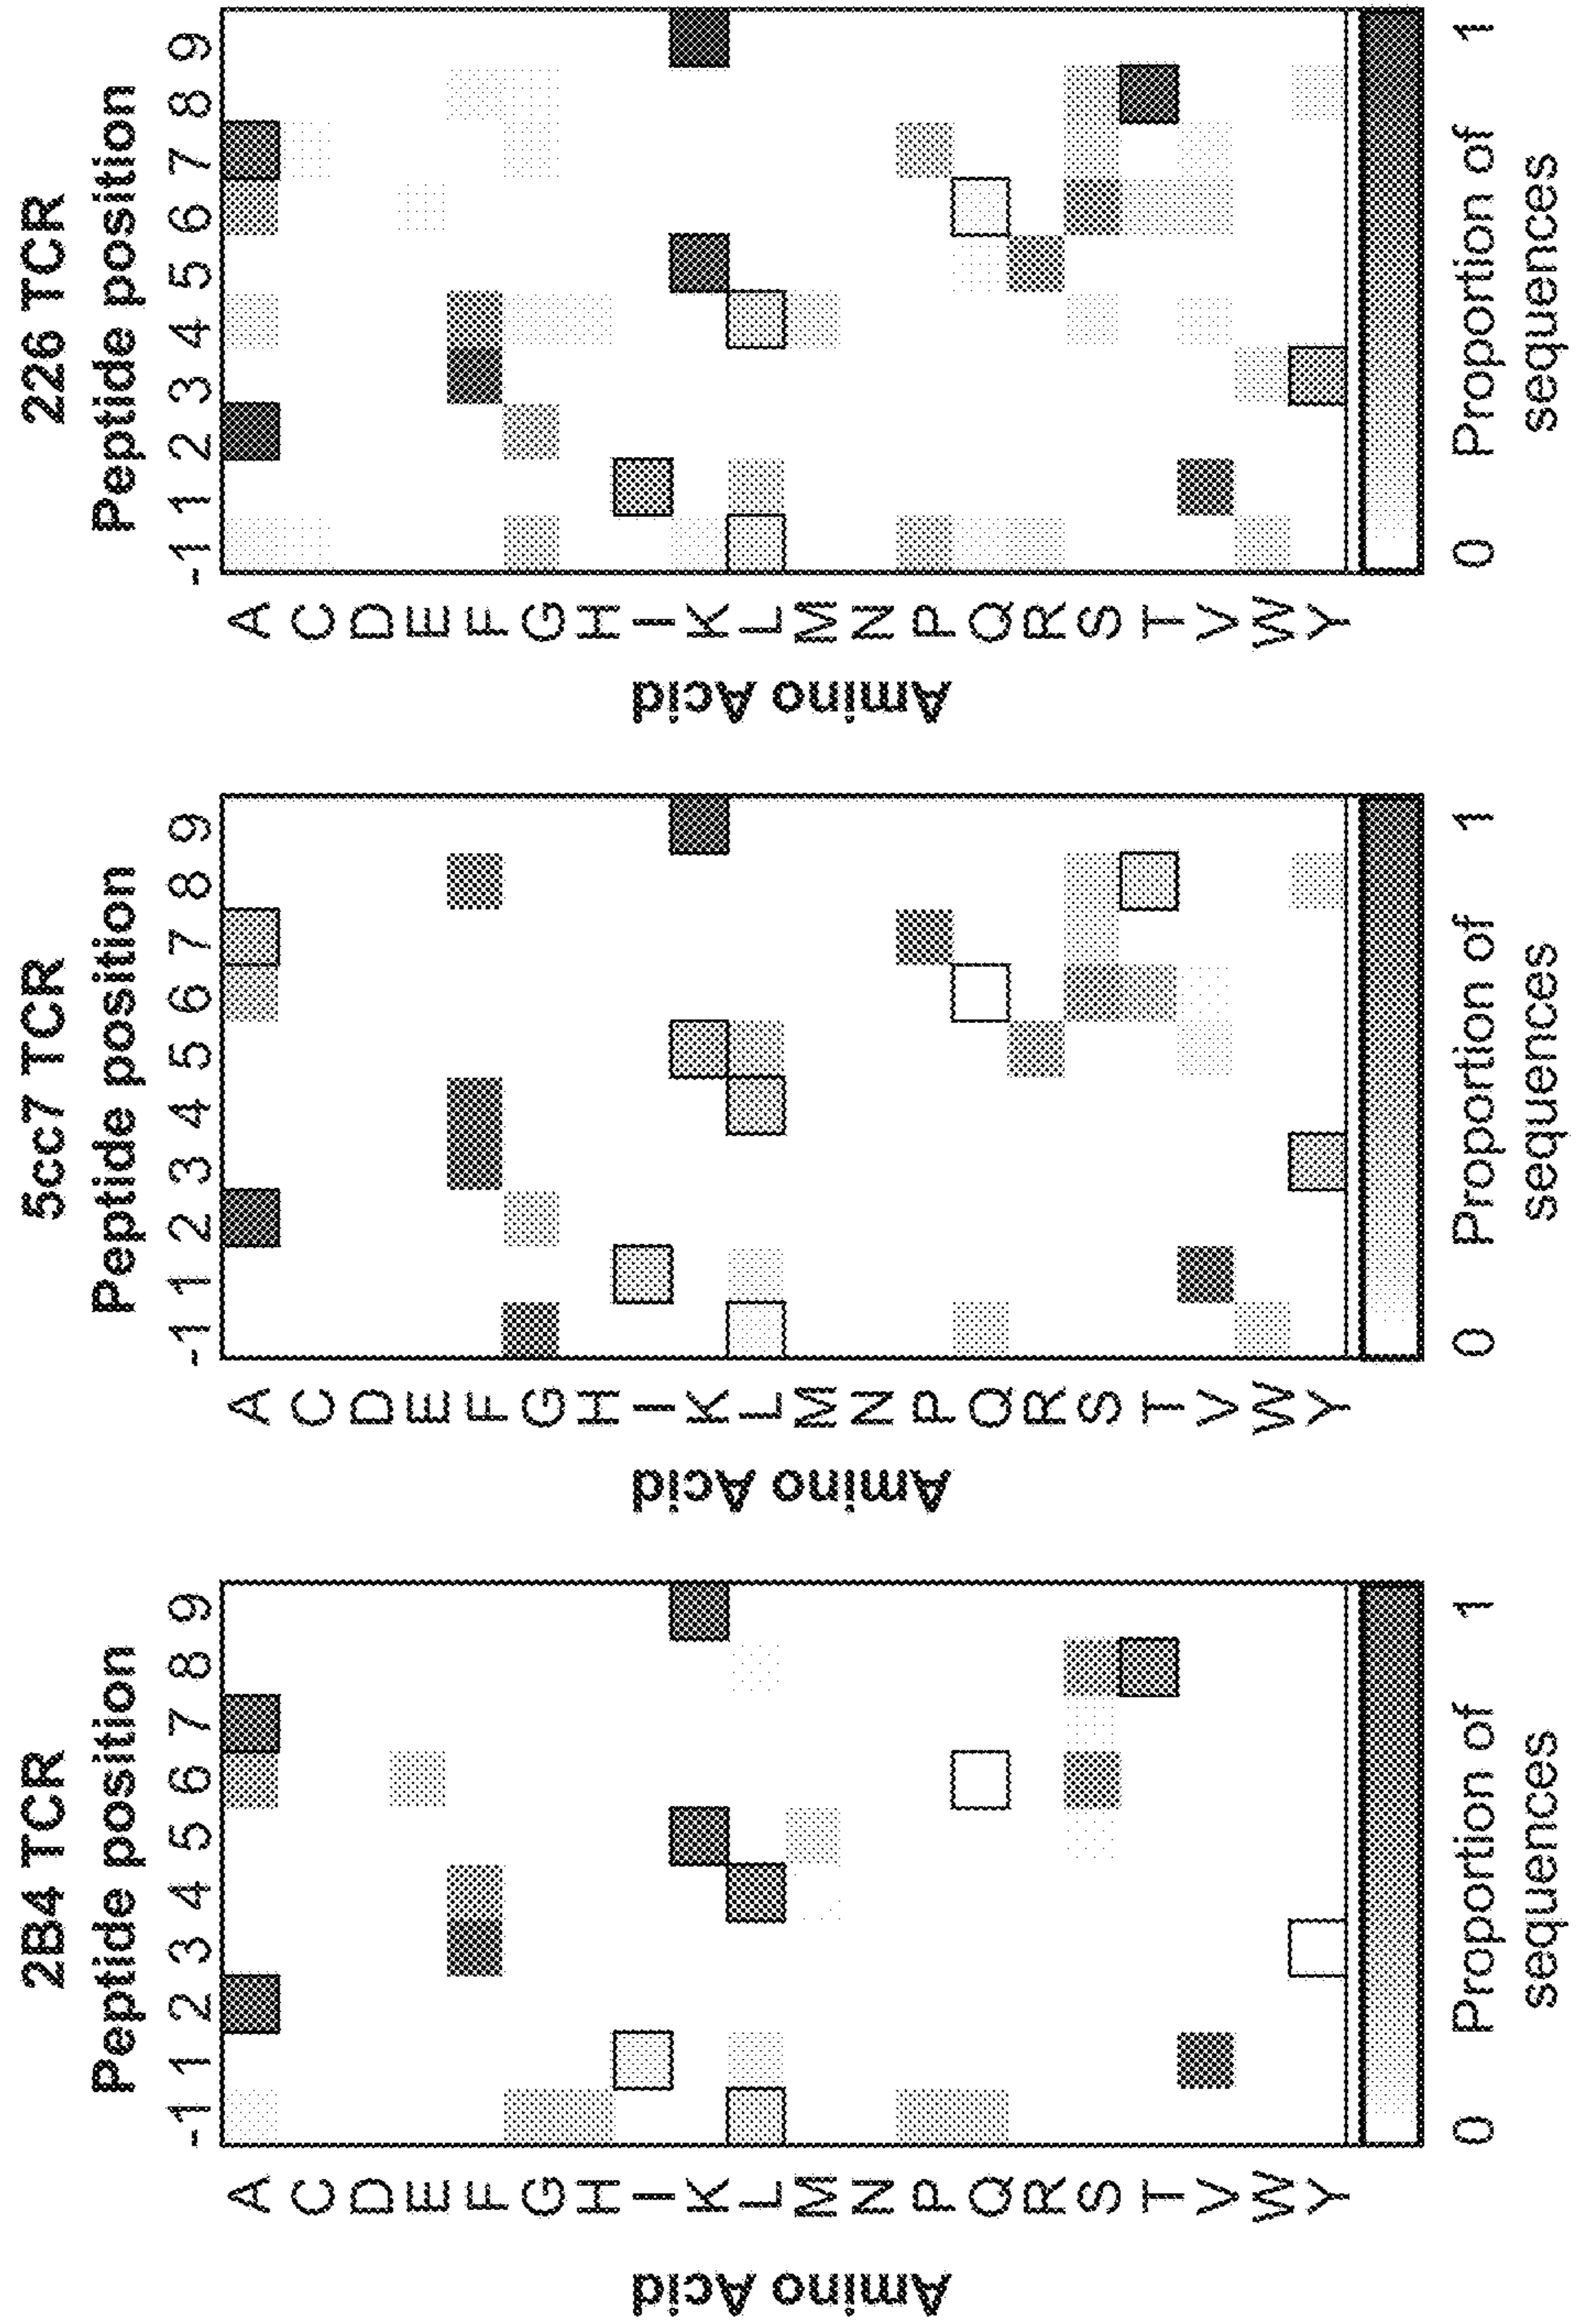 2B4 TCR
Peptide position
-1 1 2 3 4 5 6 7 8 9
Amino Acid
A
C
D
E
F
G
H
I
K
L
M
N
P
Q
R
S
T
V
W
Y
0 Proportion of 1
sequences
5cc7 TCR
Peptide position
-1 1 2 3 4 5 6 7 8 9
Amino Acid
A
C
D
E
F
G
H
I
K
L
M
N
P
Q
R
S
T
V
W
Y
0 Proportion of 1
sequences
226 TCR
Peptide position
-1 1 2 3 4 5 6 7 8 9
Amino Acid
A
C
D
E
F
G
H
I
K
L
M
N
P
Q
R
S
T
V
W
Y
0 Proportion of 1
sequences